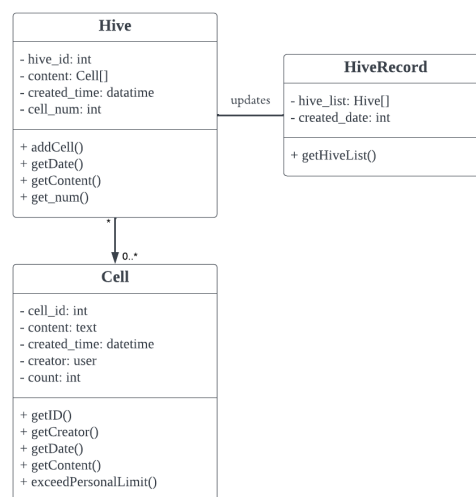 Hive
- hive_id: int
- content: Cell[]
- created_time: datatime
- cell_num: int
+ addCell()
+ getDate()
+ getContent()
+ get_num()
updates
HiveRecord
- hive_list: Hive[]
- created_date: int
+ getHiveList()
*
0..*
Cell
- cell_id: int
- content: text
- created_time: datetime
- creator: user
- count: int
+ getID()
+ getCreator()
+ getDate()
+ getContent()
+ exceedPersonalLimit()